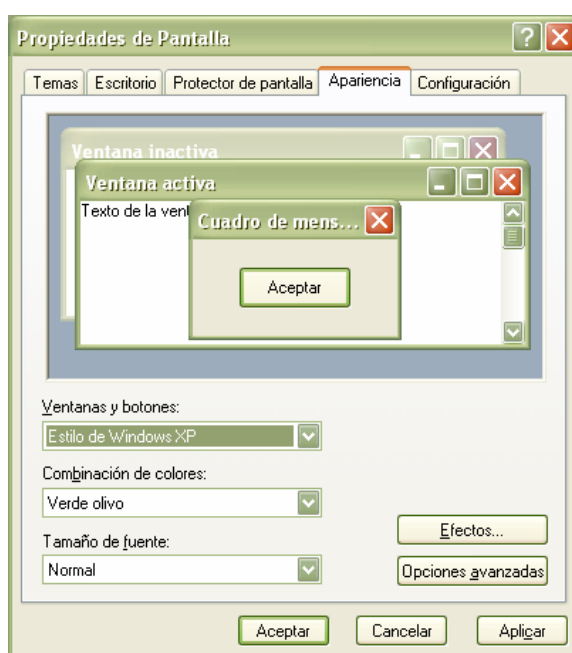 Propiedades de Pantalla
Temas Escritorio Protector de pantalla Apariencia Configuración
Ventana inactiva
Ventana activa
Texto de la vent
Cuadro de mens...
Aceptar
Ventanas y botones:
Estilo de Windows XP
Combinación de colores:
Verde olivo
Tamaño de fuente:
Normal
Efectos...
Opciones avanzadas
Aceptar Cancelar Aplicar